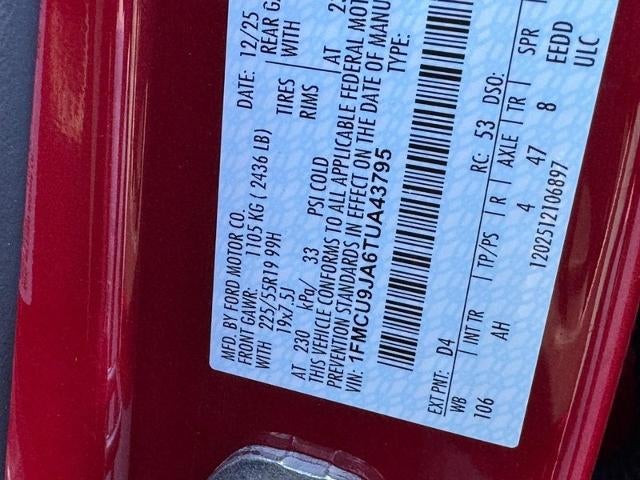 MFD. BY FORD MOTOR CO. DATE: 12/25
FRONT GAWR: 1105 KG ( 2436 LB) REAR G
WITH WITH
225/55R19 99H TIRES
19x7.5J RIMS
AT 230 kPa/ 33 PSI COLD AT
THIS VEHICLE CONFORMS TO ALL APPLICABLE FEDERAL MOT
PREVENTION STANDARDS IN EFFECT ON THE DATE OF MANU
VIN: 1FMCU9JA6TUA43795 TYPE:
EXT PNT: D4 RC: 53 DSO:
WB INT TR TP/PS R AXLE TR SPR
106 AH 4 47 8 EEDD
1202512106897 ULC